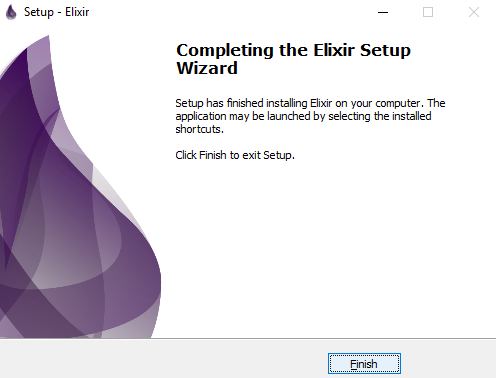 Setup - Elixir
Completing the Elixir Setup
Wizard
Setup has finished installing Elixir on your computer. The
application may be launched by selecting the installed
shortcuts.
Click Finish to exit Setup.
Finish